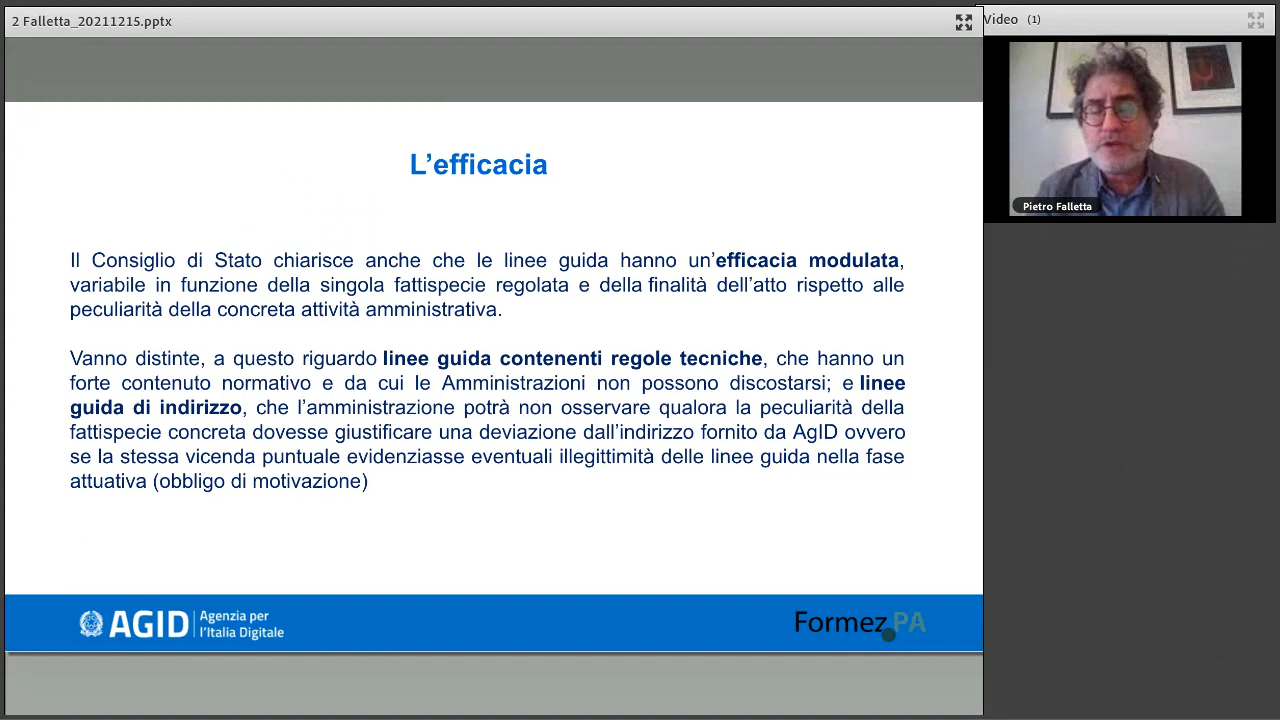 2 Falletta_20211215.pptx
Video (1)
Pietro Falletta
L’efficacia
Il Consiglio di Stato chiarisce anche che le linee guida hanno un’efficacia modulata,
variabile in funzione della singola fattispecie regolata e della finalità dell’atto rispetto alle
peculiarità della concreta attività amministrativa.
Vanno distinte, a questo riguardo linee guida contenenti regole tecniche, che hanno un
forte contenuto normativo e da cui le Amministrazioni non possono discostarsi; e linee
guida di indirizzo, che l’amministrazione potrà non osservare qualora la peculiarità della
fattispecie concreta dovesse giustificare una deviazione dall’indirizzo fornito da AgID ovvero
se la stessa vicenda puntuale evidenziasse eventuali illegittimità delle linee guida nella fase
attuativa (obbligo di motivazione)
AGID Agenzia per
l’Italia Digitale
Formez PA